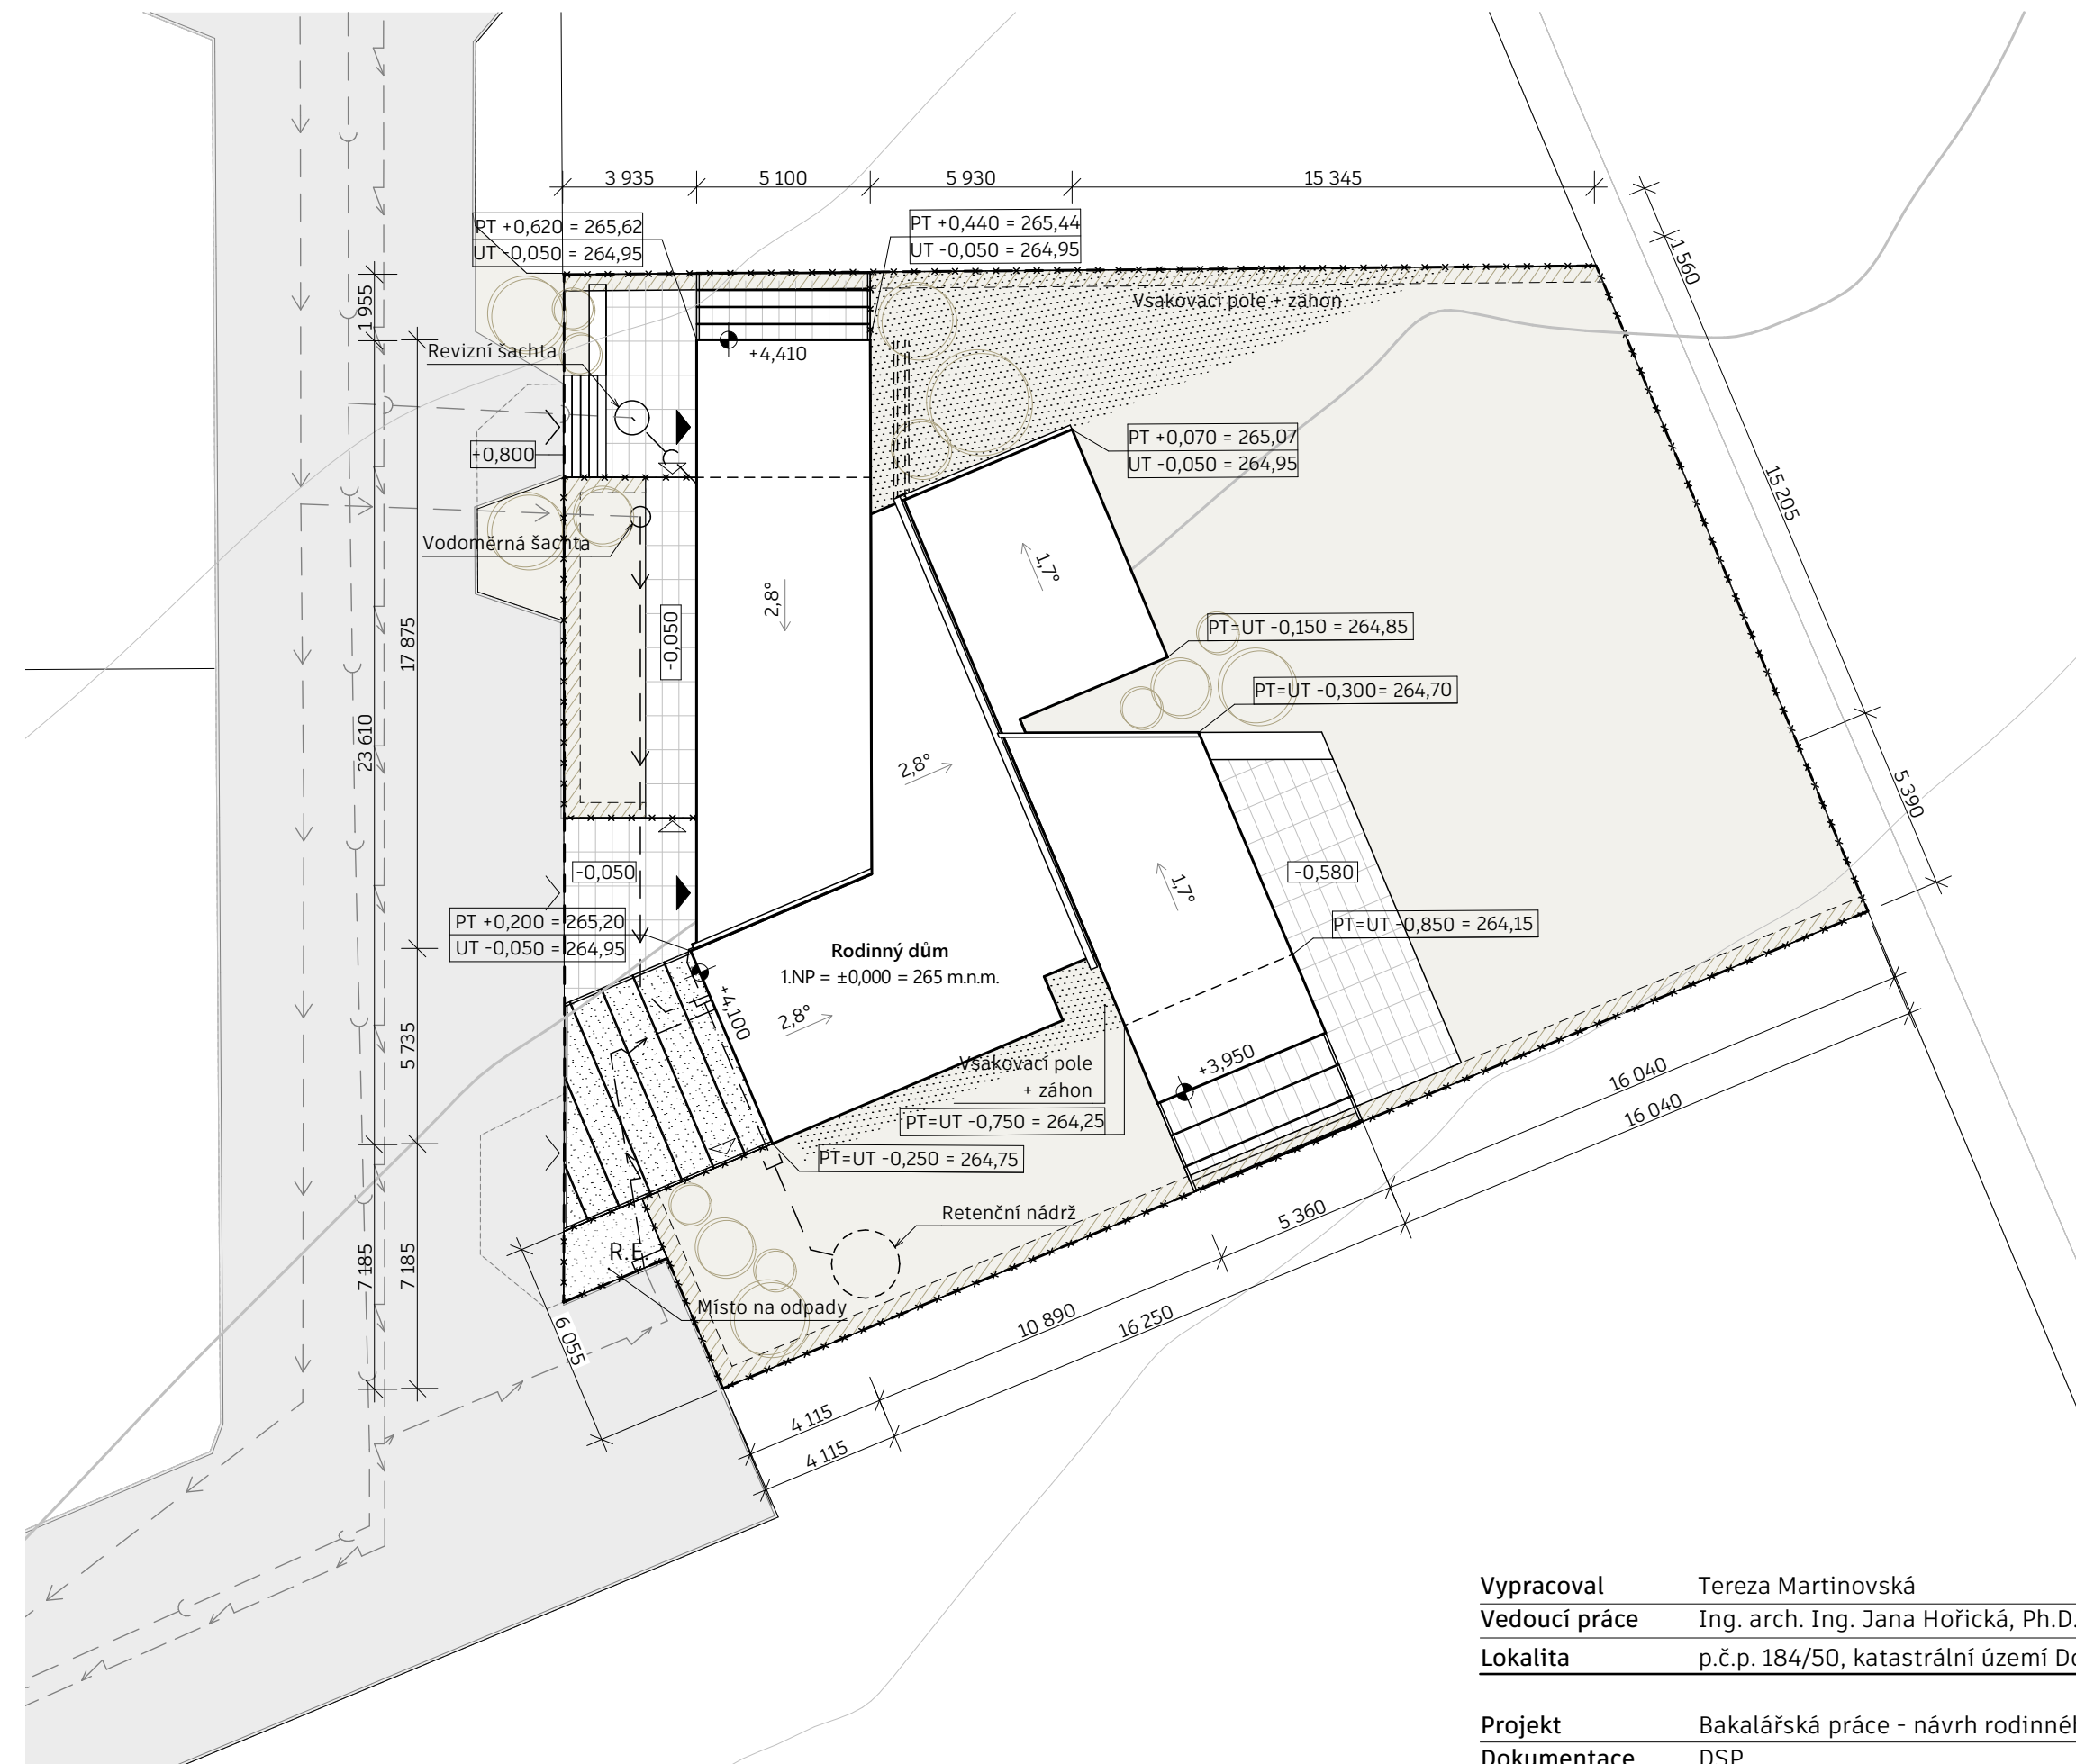 3 935
5 100
5 930
15 345
PT +0,620 = 265,62
UT -0,050 = 264,95
PT +0,440 = 265,44
UT -0,050 = 264,95
1 560
1 955
Vsakovací pole + záhon
Revizní šachta
+4,410
+0,800
PT +0,070 = 265,07
UT -0,050 = 264,95
15 205
Vodoměrná šachta
1,7°
2,8°
-0,050
17 875
PT=UT -0,150 = 264,85
PT=UT -0,300= 264,70
23 610
2,8°
5 390
-0,050
-0,580
1,7°
PT +0,200 = 265,20
UT -0,050 = 264,95
PT=UT -0,850 = 264,15
Rodinný dům
1.NP = ±0,000 = 265 m.n.m.
+4,100
2,8°
5 735
Vsakovací pole
+ záhon
+3,950
16 040
16 040
PT=UT -0,750 = 264,25
PT=UT -0,250 = 264,75
Retenční nádrž
5 360
7 185
7 185
R.E.
Místo na odpady
6 055
10 890
16 250
4 115
4 115
Vypracoval Tereza Martinovská
Vedoucí práce Ing. arch. Ing. Jana Hořická, Ph.D.
Lokalita p.č.p. 184/50, katastrální území
Projekt Bakalářská práce - návrh
Dokumentace DSP